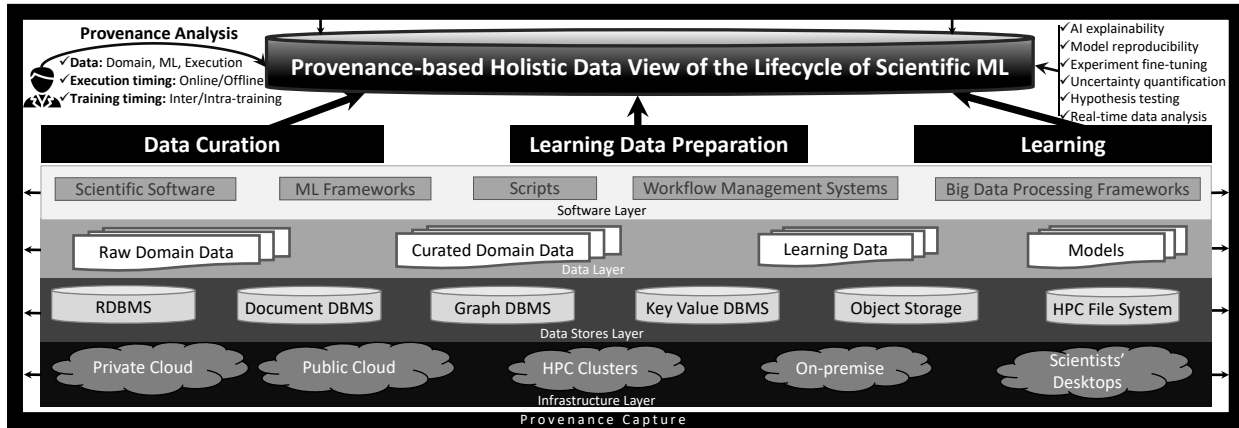 Provenance Analysis
✓Data: Domain, ML, Execution
✓Execution timing: Online/Offline
✓Training timing: Inter/Intra-training
Provenance-based Holistic Data View of the Lifecycle of Scientific ML
✓AI explainability
✓Model reproducibility
✓Experiment fine-tuning
✓Uncertainty quantification
✓Hypothesis testing
✓Real-time data analysis
Data Curation
Learning Data Preparation
Learning
Scientific Software
ML Frameworks
Scripts
Workflow Management Systems
Big Data Processing Frameworks
Software Layer
Raw Domain Data
Curated Domain Data
Learning Data
Models
Data Layer
RDBMS
Document DBMS
Graph DBMS
Key Value DBMS
Object Storage
HPC File System
Data Stores Layer
Private Cloud
Public Cloud
HPC Clusters
On-premise
Scientists'
Desktops
Infrastructure Layer
Provenance Capture